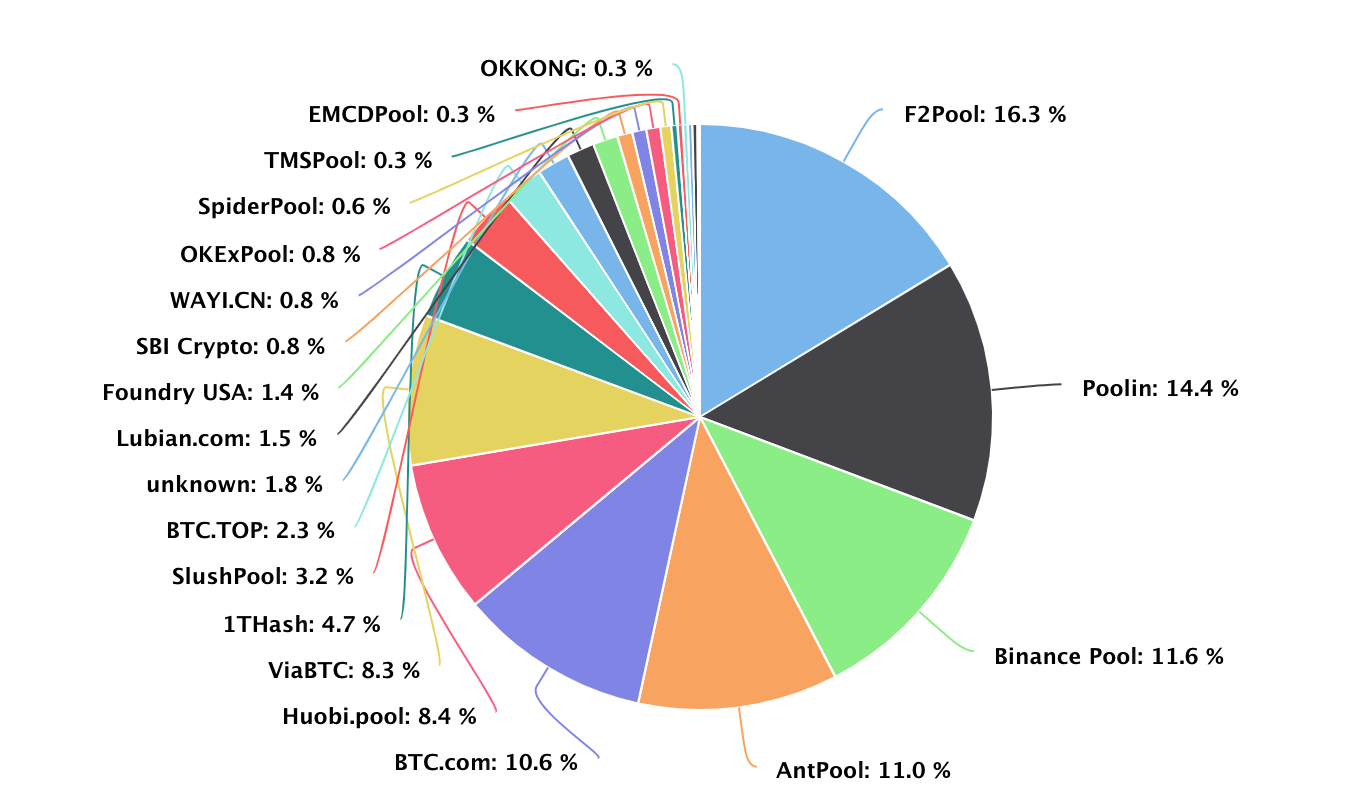 OKKONG: 0.3 %
EMCDPool: 0.3 %
F2Pool: 16.3 %
TMSPool: 0.3 %
SpiderPool: 0.6 %
OKExPool: 0.8 %
WAYI.CN: 0.8 %
SBI Crypto: 0.8 %
Poolin: 14.4 %
Foundry USA: 1.4 %
Lubian.com: 1.5 %
unknown: 1.8 %
BTC.TOP: 2.3 %
SlushPool: 3.2 %
1THash: 4.7 %
Binance Pool: 11.6 %
ViaBTC: 8.3 %
Huobi.pool: 8.4 %
BTC.com: 10.6 %
AntPool: 11.0 %